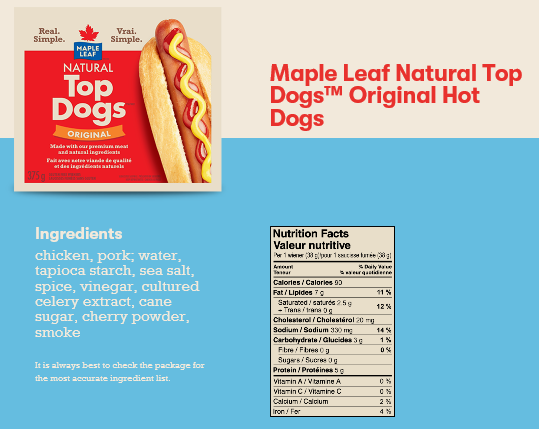 Real.
Simple.
Vrai.
Simple.
MAPLE
LEAF
NATURAL
Top
Dogs
ORIGINAL
Made with our premium meat
and natural ingredients
Fait avec notre viande de qualité
et des ingrédients naturels
375 g
Maple Leaf Natural Top
Dogs™ Original Hot
Dogs
Ingredients
chicken, pork; water,
tapioca starch, sea salt,
spice, vinegar, cultured
celery extract, cane
sugar, cherry powder,
smoke
It is always best to check the package for
the most accurate ingredient list.
Nutrition Facts
Valeur nutritive
Per 1 wiener (38 g)/pour 1 saucisse fumée (38 g)
Amount % Daily Value
Teneur % valeur quotidienne
Calories / Calories 90
Fat / Lipides 7 g 11 %
Saturated / saturés 2.5 g
+ Trans / trans 0 g 12 %
Cholesterol / Cholestérol 20 mg
Sodium / Sodium 330 mg 14 %
Carbohydrate / Glucides 3 g 1 %
Fibre / Fibres 0 g 0 %
Sugars / Sucres 0 g
Protein / Protéines 5 g
Vitamin A / Vitamine A 0 %
Vitamin C / Vitamine C 0 %
Calcium / Calcium 2 %
Iron / Fer 4 %